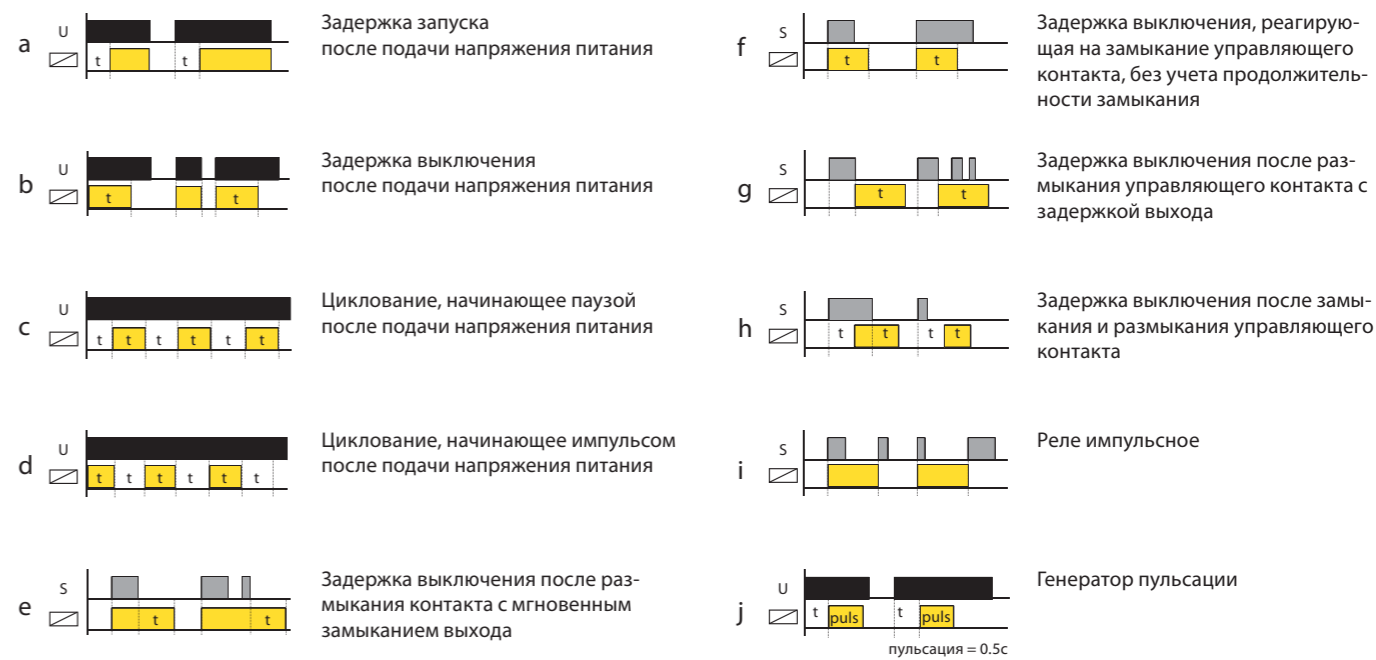 a
U
t
t
Задержка запуска
после подачи напряжения питания
b
U
t
t
Задержка выключения
после подачи напряжения питания
c
U
t t t t t t
Циклование, начинающее паузой
после подачи напряжения питания
d
U
t t t t t t
Циклование, начинающее импульсом
после подачи напряжения питания
e
S
t
t
Задержка выключения после раз-
мыкания контакта с мгновенным
замыканием выхода
f
S
t
t
Задержка выключения, реагирую-
щая на замыкание управляющего
контакта, без учета продолжитель-
ности замыкания
g
S
t
t
Задержка выключения после раз-
мыкания управляющего контакта с
задержкой выхода
h
S
t t t t
Задержка выключения после замы-
кания и размыкания управляющего
контакта
i
S
Реле импульсное
j
U
t puls t puls
пульсация = 0.5с
Генератор пульсации